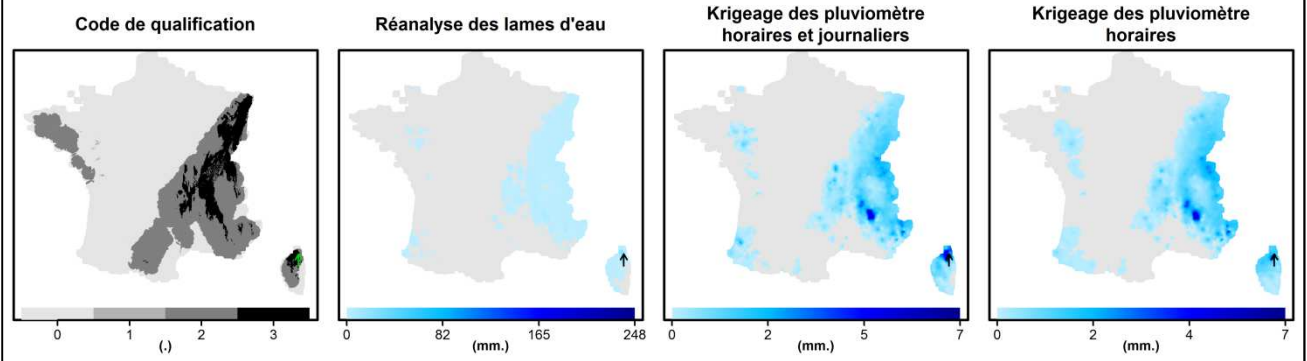 Code de qualification
Réanalyse des lames d'eau
Krigeage des pluviomètre
horaires et journaliers
Krigeage des pluviomètre
horaires
0 1 2 3
(.)
0 82 165 248
(mm.)
0 2 5 7
(mm.)
0 2 4 7
(mm.)